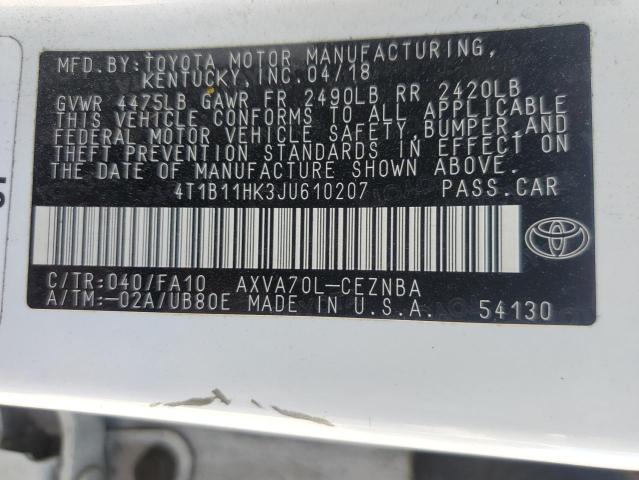 MFD. BY: TOYOTA MOTOR MANUFACTURING,
KENTUCKY, INC. 04/18
GVWR 4475LB GAWR FR 2490LB RR 2420LB
THIS VEHICLE CONFORMS TO ALL APPLICABLE
FEDERAL MOTOR VEHICLE SAFETY, BUMPER, AND
THEFT PREVENTION STANDARDS IN EFFECT ON
THE DATE OF MANUFACTURE SHOWN ABOVE.
4T1B11HK3JU610207 PASS.CAR
C/TR: 040/FA10 AXVA70L-CEZNBA
A/TM: -02A/UB80E MADE IN U.S.A. 54130